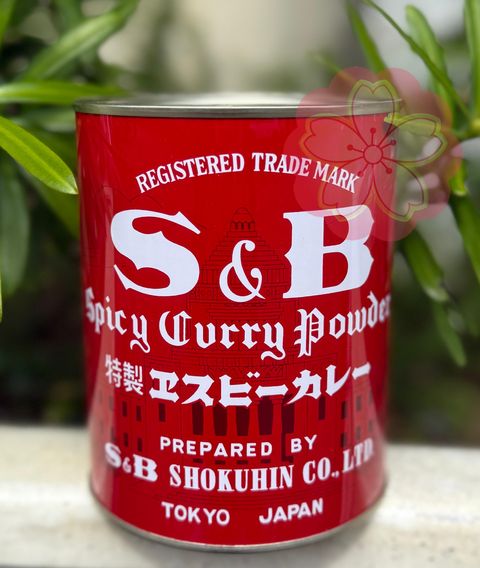 REGISTERED TRADE MARK
S & B
Spicy Curry Powder
特製 ヱスビーカレー
PREPARED BY
S&B SHOKUHIN CO., LTD.
TOKYO JAPAN